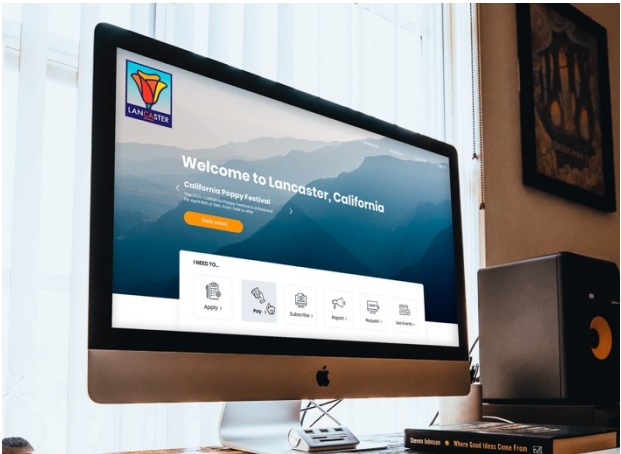 LANCASTER
Welcome to Lancaster, California
California Poppy Festival
View event
I NEED TO...
Apply >
Pay >
Subscribe >
Report >
Request >
See Events >
Steven Johnson
Where Good Ideas Come From